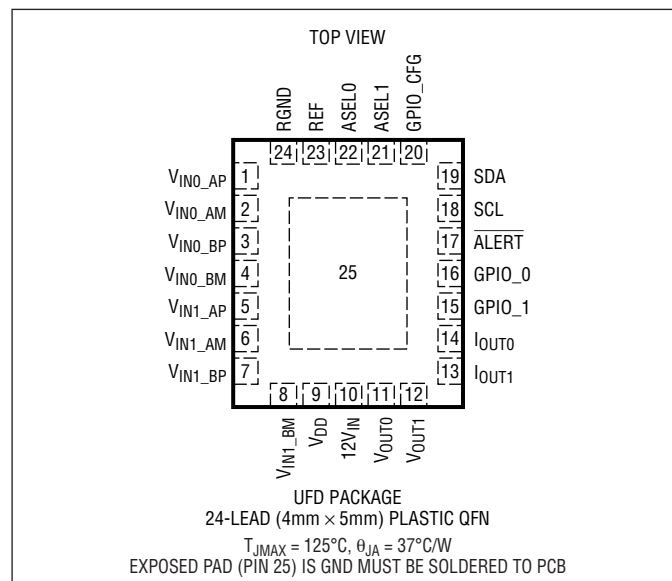 TOP VIEW
RGND
REF
ASEL0
ASEL1
GPIO_CFG
24
23
22
21
20
VIN0_AP 1
VIN0_AM 2
VIN0_BP 3
VIN0_BM 4
VIN1_AP 5
VIN1_AM 6
VIN1_BP 7
25
19 SDA
18 SCL
17 ALERT
16 GPIO_0
15 GPIO_1
14 IOUT0
13 IOUT1
8
9
10
11
12
VIN1_BM
VDD
12VIN
VOUT0
VOUT1
UFD PACKAGE
24-LEAD (4mm × 5mm) PLASTIC QFN
TJMAX = 125°C, θJA = 37°C/W
EXPOSED PAD (PIN 25) IS GND MUST BE SOLDERED TO PCB